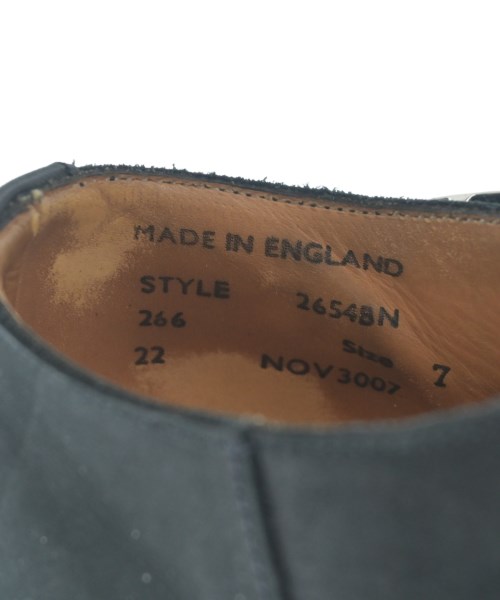 MADE IN ENGLAND
STYLE 2654BN
266 Size 7
22 NOV3007